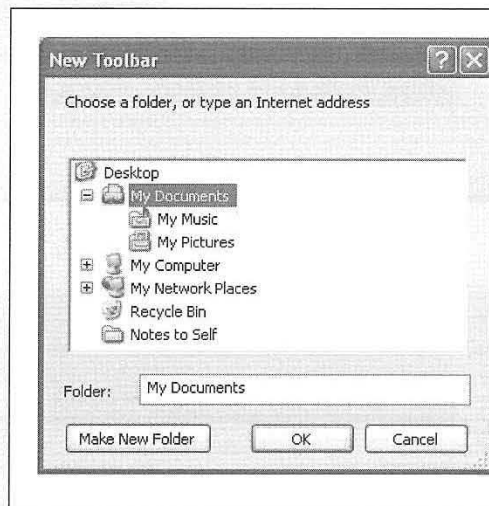 New Toolbar
Choose a folder, or type an Internet address
Desktop
My Documents
My Music
My Pictures
My Computer
My Network Places
Recycle Bin
Notes to Self
Folder: My Documents
Make New Folder OK Cancel